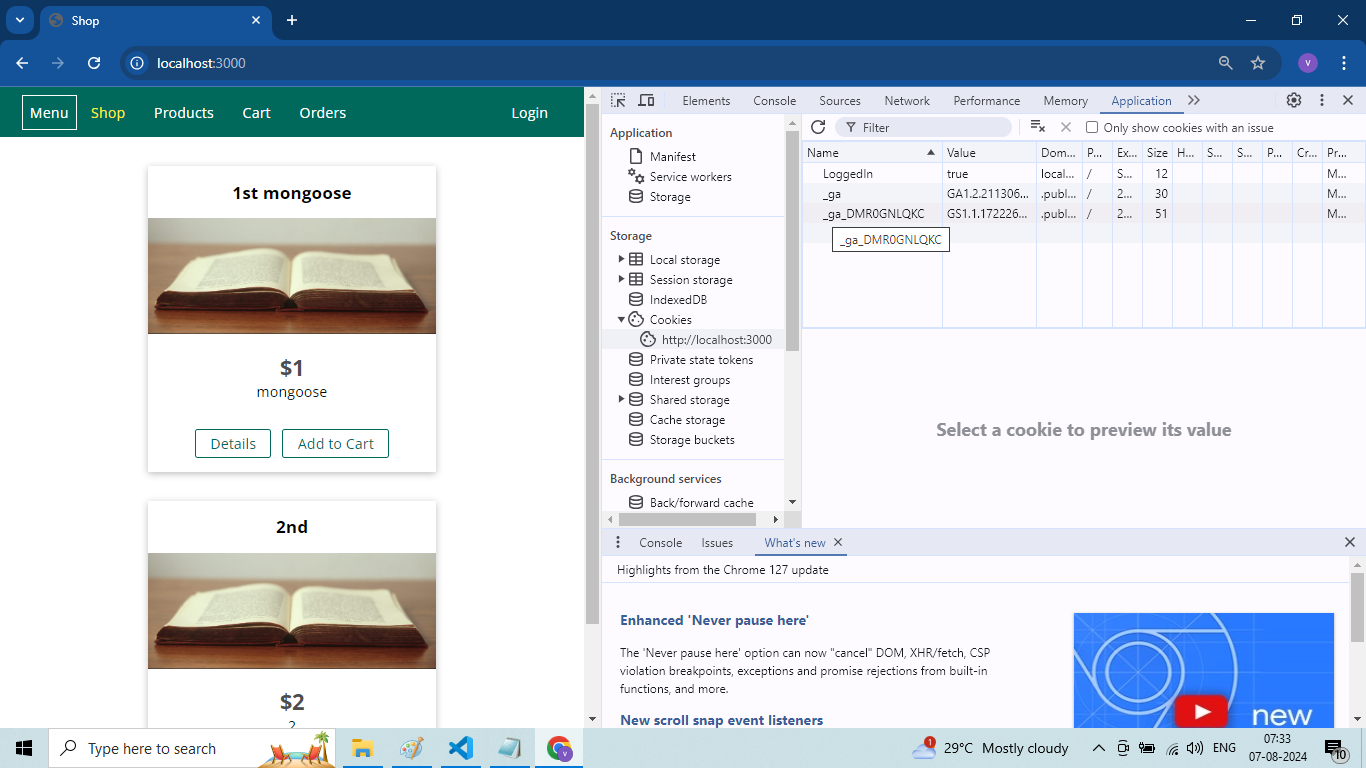 Shop
localhost:3000
V
Menu
Shop
Products
Cart
Orders
Login
1st mongoose
$1
mongoose
Details
Add to Cart
2nd
$2
2
Elements
Console
Sources
Network
Performance
Memory
Application
Application
Manifest
Service workers
Storage
Storage
Local storage
Session storage
IndexedDB
Cookies
http://localhost:3000
Private state tokens
Interest groups
Shared storage
Cache storage
Storage buckets
Background services
Back/forward cache
Filter
Only show cookies with an issue
Name Value Dom... P... Ex... Size H... S... S... P... Cr... Pr...
LoggedIn true local... / S... 12 M...
_ga GA1.2.211306... .publ... / 2... 30 M...
_ga_DMR0GNLQKC GS1.1.172226... .publ... / 2... 51 M...
_ga_DMR0GNLQKC
Select a cookie to preview its value
Console
Issues
What's new
Highlights from the Chrome 127 update
Enhanced 'Never pause here'
The 'Never pause here' option can now "cancel" DOM, XHR/fetch, CSP
violation breakpoints, exceptions and promise rejections from built-in
functions, and more.
New scroll snap event listeners
new
Type here to search
V
1
29°C Mostly cloudy
ENG
07:33
07-08-2024
10